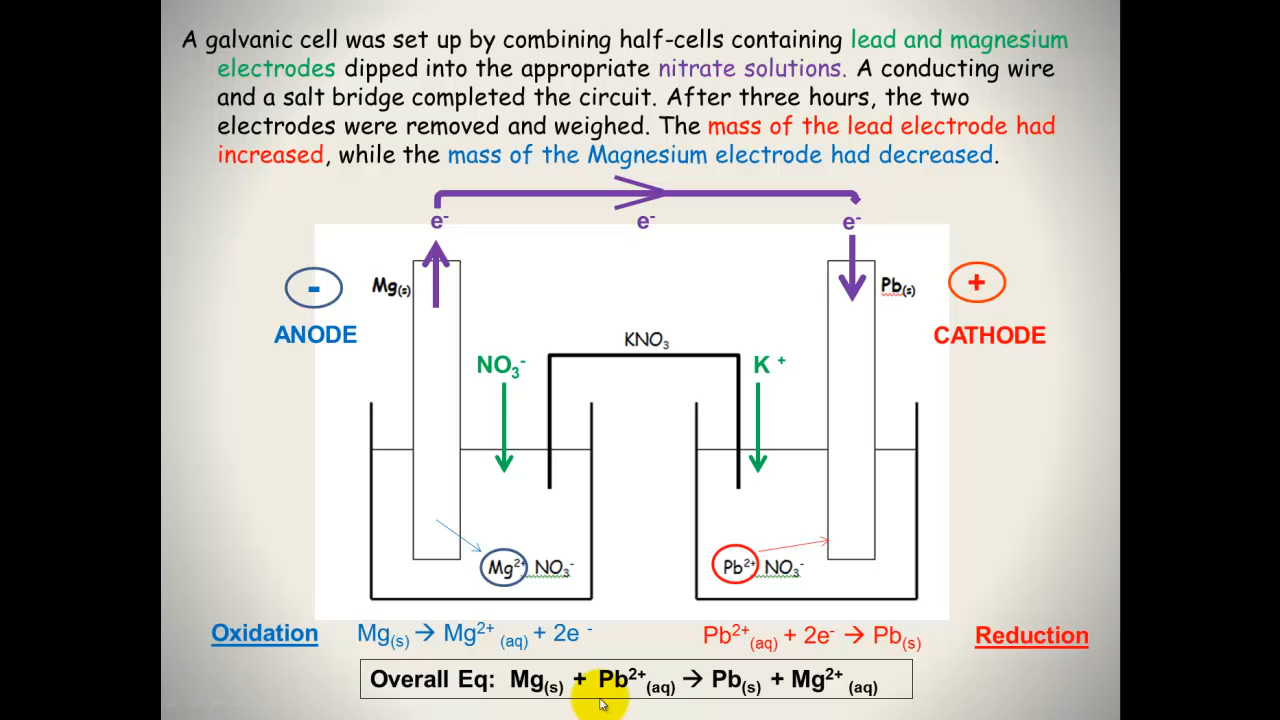 A galvanic cell was set up by combining half-cells containing lead and magnesium
electrodes dipped into the appropriate nitrate solutions. A conducting wire
and a salt bridge completed the circuit. After three hours, the two
electrodes were removed and weighed. The mass of the lead electrode had
increased, while the mass of the Magnesium electrode had decreased.
e⁻ e⁻ e⁻
- Mg(s) Pb(s) +
ANODE CATHODE
KNO₃
NO₃⁻ K⁺
Mg²⁺ NO₃⁻ Pb²⁺ NO₃⁻
Oxidation Mg(s) → Mg²⁺ (aq) + 2e⁻ Pb²⁺(aq) + 2e⁻ → Pb(s) Reduction
Overall Eq: Mg(s) + Pb²⁺(aq) → Pb(s) + Mg²⁺ (aq)